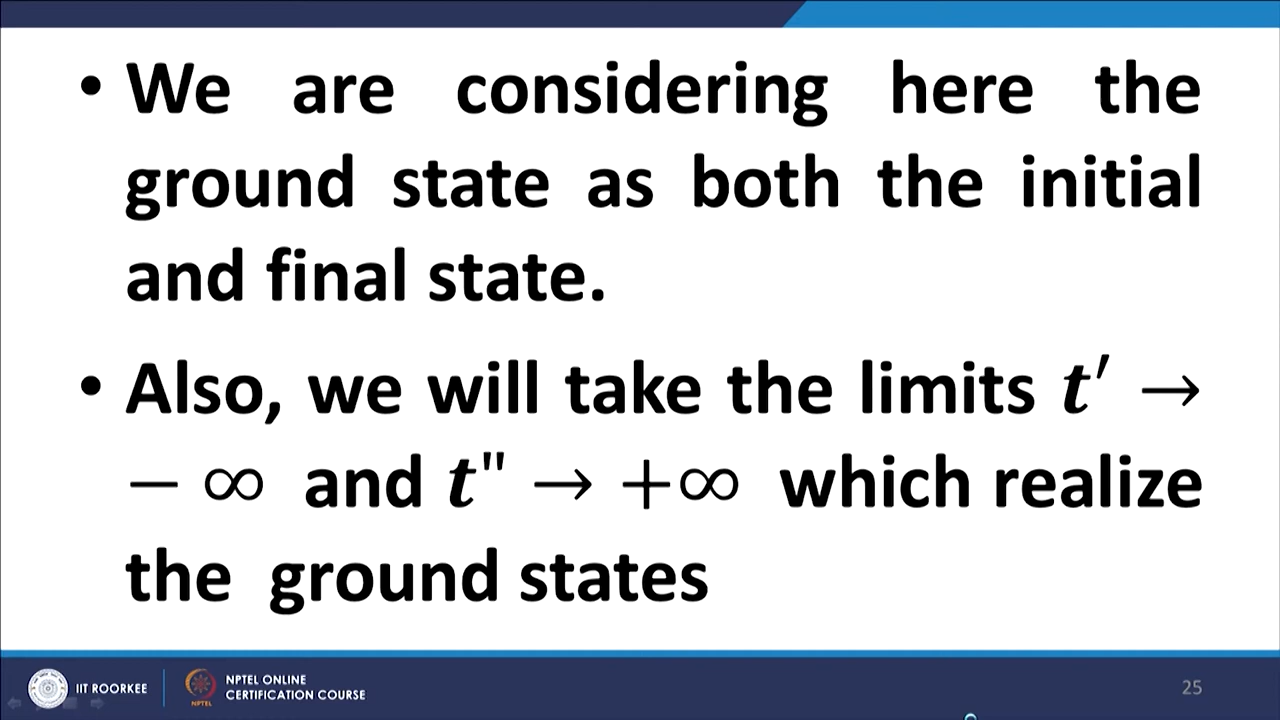 • We are considering here the
ground state as both the initial
and final state.
• Also, we will take the limits t′ →
− ∞ and t" → +∞ which realize
the ground states
IIT ROORKEE
NPTEL ONLINE
CERTIFICATION COURSE
NPTEL
25